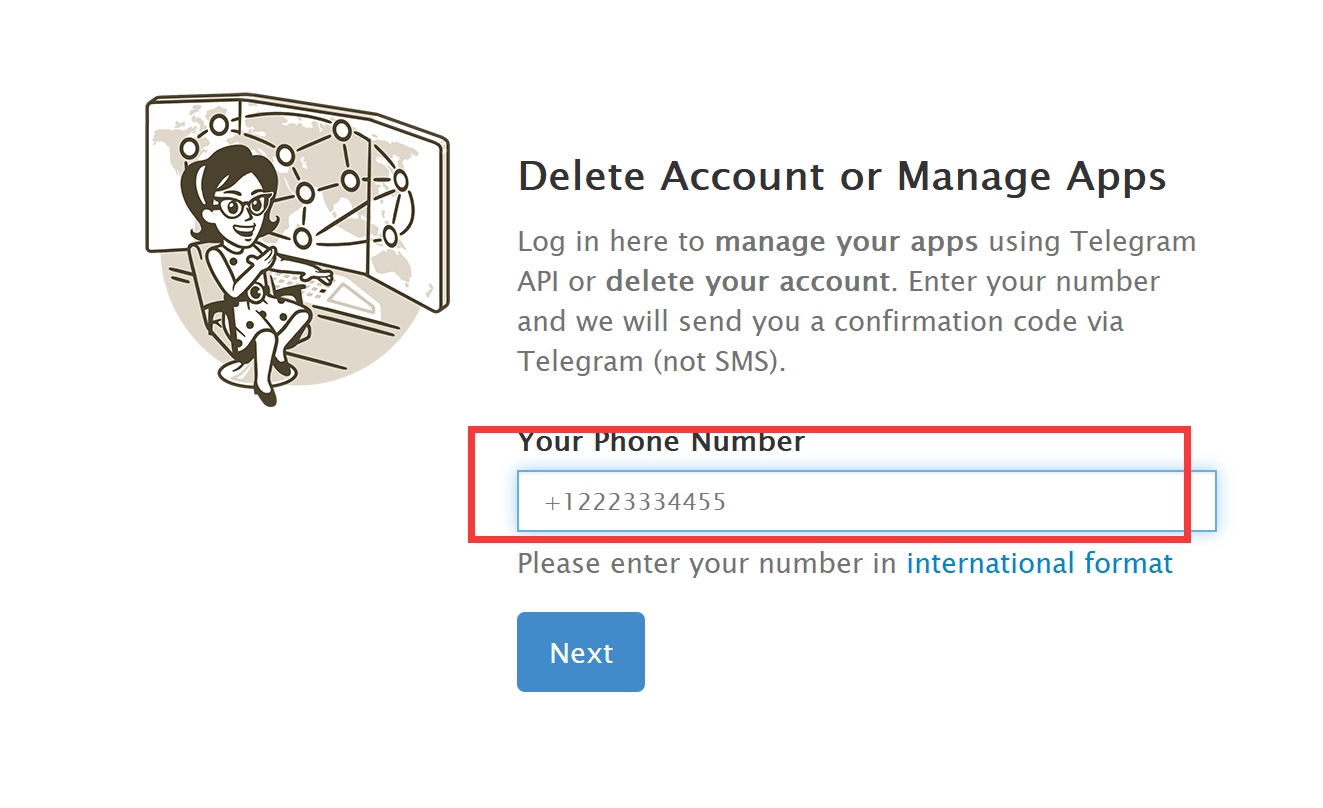 Delete Account or Manage Apps
Log in here to manage your apps using Telegram
API or delete your account. Enter your number
and we will send you a confirmation code via
Telegram (not SMS).
Your Phone Number
+12223334455
Please enter your number in international format
Next